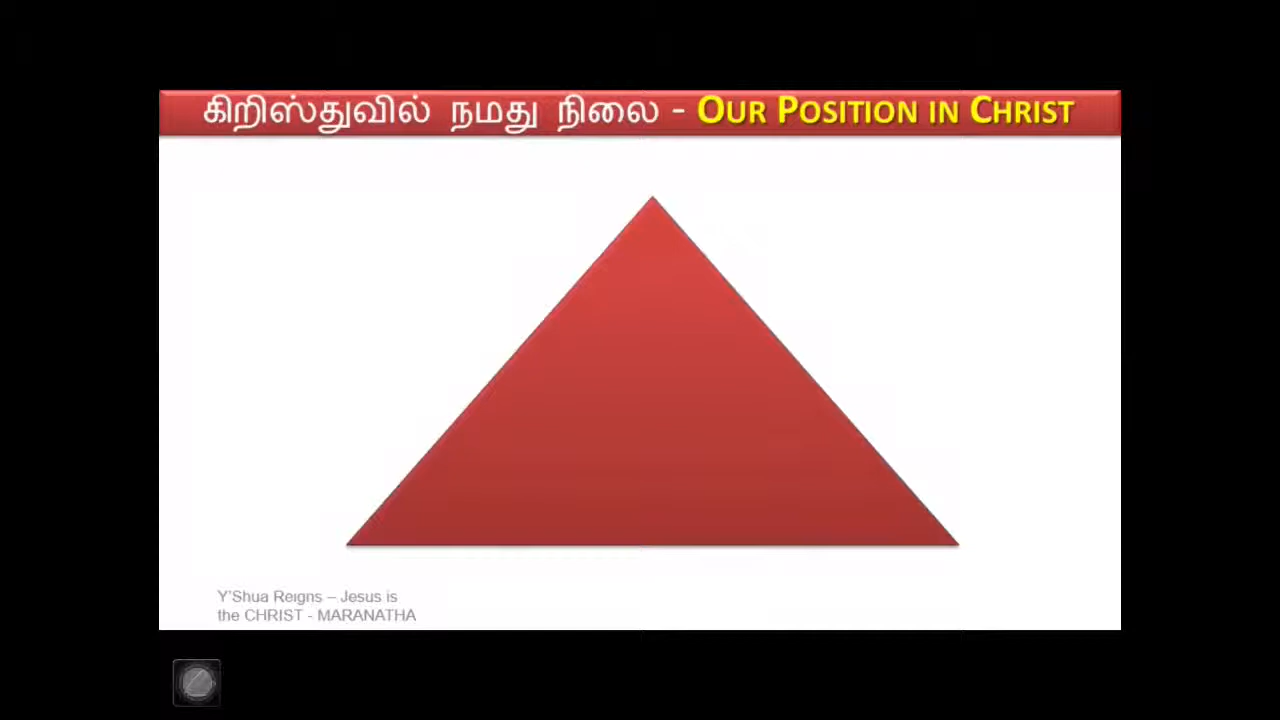 கிறிஸ்துவில் நமது நிலை - OUR POSITION IN CHRIST
Y'Shua Reigns – Jesus is
the CHRIST - MARANATHA